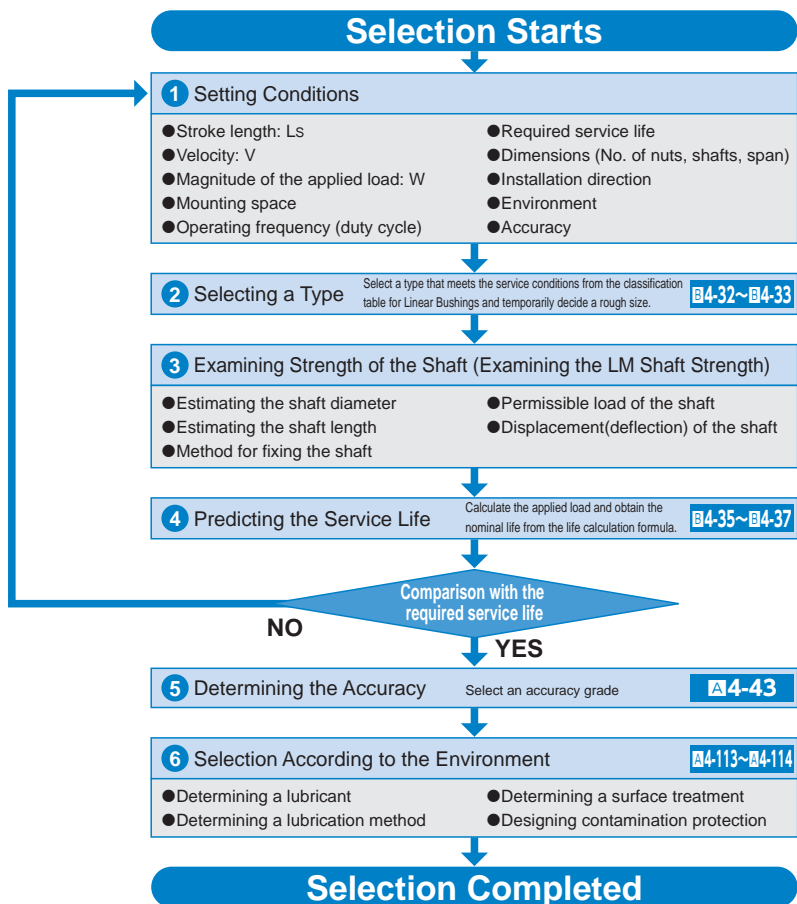 Selection Starts
1 Setting Conditions
●Stroke length: Ls
●Velocity: V
●Magnitude of the applied load: W
●Mounting space
●Operating frequency (duty cycle)
●Required service life
●Dimensions (No. of nuts, shafts, span)
●Installation direction
●Environment
●Accuracy
2 Selecting a Type
Select a type that meets the service conditions from the classification
table for Linear Bushings and temporarily decide a rough size.
B4-32~B4-33
3 Examining Strength of the Shaft (Examining the LM Shaft Strength)
●Estimating the shaft diameter
●Estimating the shaft length
●Method for fixing the shaft
●Permissible load of the shaft
●Displacement(deflection) of the shaft
4 Predicting the Service Life
Calculate the applied load and obtain the
nominal life from the life calculation formula.
B4-35~B4-37
Comparison with the
required service life
NO
YES
5 Determining the Accuracy
Select an accuracy grade
A4-43
6 Selection According to the Environment
A4-113~A4-114
●Determining a lubricant
●Determining a lubrication method
●Determining a surface treatment
●Designing contamination protection
Selection Completed